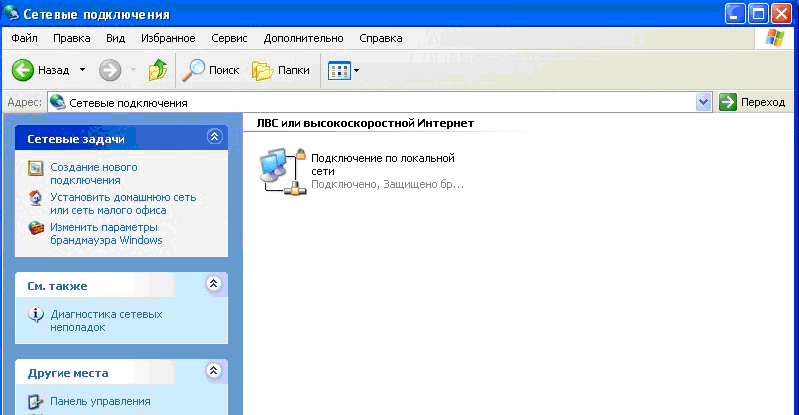 Сетевые подключения
Файл Правка Вид Избранное Сервис Дополнительно Справка
Назад Поиск Папки
Адрес: Сетевые подключения Переход
Сетевые задачи
Создание нового
подключения
Установить домашнюю сеть
или сеть малого офиса
Изменить параметры
брандмауэра Windows
См. также
Диагностика сетевых
неполадок
Другие места
Панель управления
ЛВС или высокоскоростной Интернет
Подключение по локальной
сети
Подключено, Защищено бр...